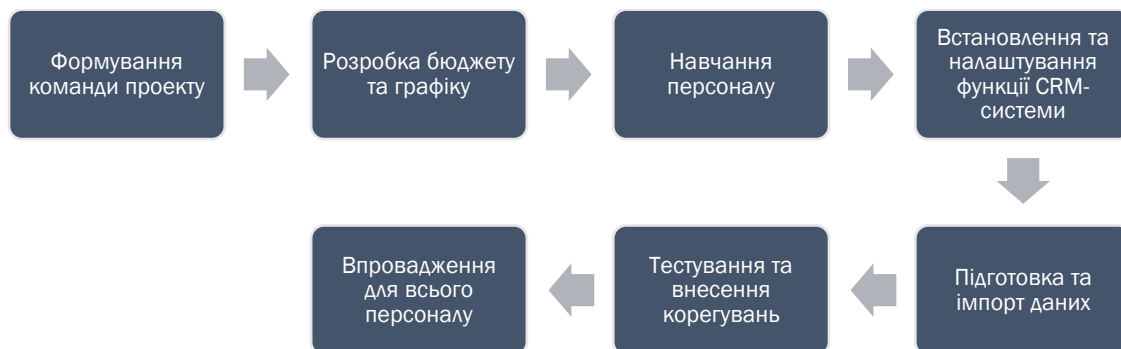 Формування
команди проекту
Розробка бюджету
та графіку
Навчання
персоналу
Встановлення та
налаштування
функції CRM-
системи
Підготовка та
імпорт даних
Тестування та
внесення
корегувань
Впровадження
для всього
персоналу